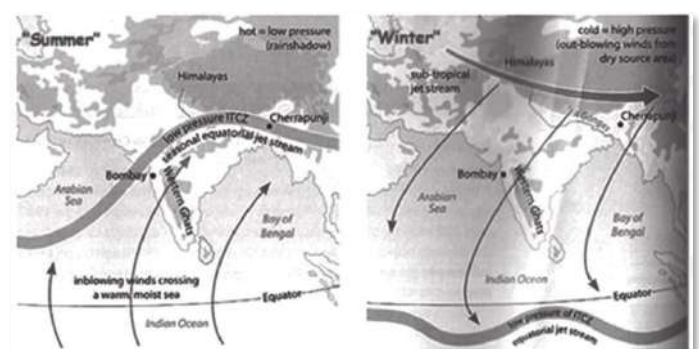 "Summer"
hot = low pressure
(rainshadow)
Himalayas
low pressure ITCZ
seasonal equatorial jet stream
Cherrapunji
Bombay
Western Ghats
Arabian
Sea
Bay of
Bengal
inblowing winds crossing
a warm, moist sea
Equator
Indian Ocean
"Winter"
cold = high pressure
(out-blowing winds from
dry source area)
Himalayas
sub-tropical
jet stream
Ganges
Cherrapunji
Bombay
Western Ghats
Arabian
Sea
Bay of
Bengal
Indian Ocean
Equator
low pressure of ITCZ
equatorial jet stream